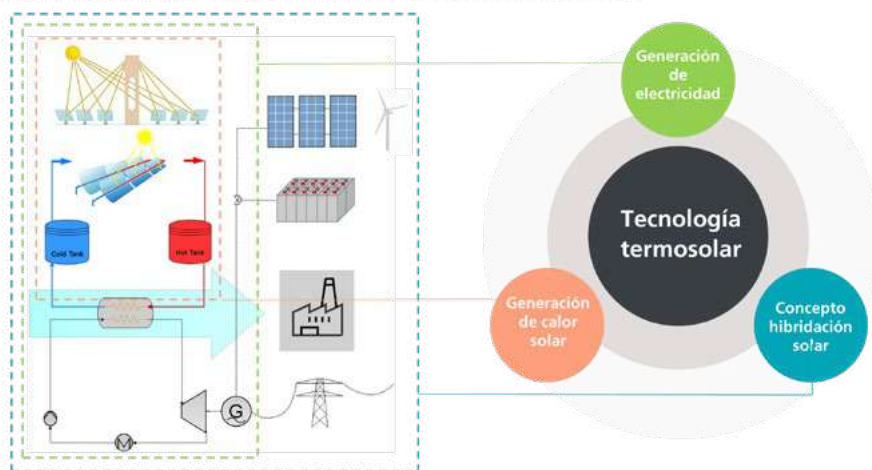 Cold Tank
Hot Tank
G
M
Generación
de
electricidad
Tecnología
termosolar
Generación
de calor
solar
Concepto
hibridación
solar